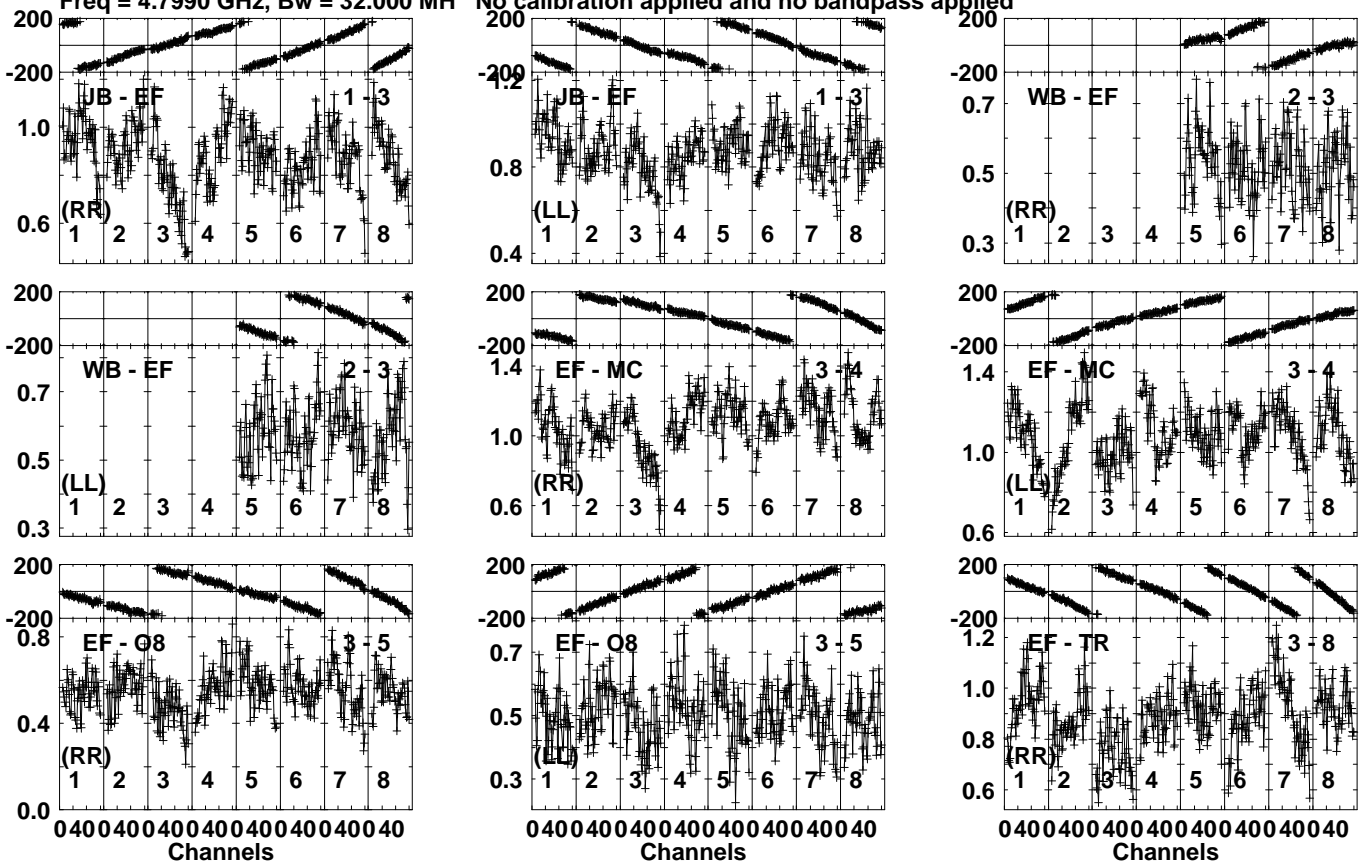 Freq = 4.7990 GHz, Bw = 32.000 MH No calibration applied and no bandpass applied
200
-200
JB - EF 1 - 3
1.0
0.6
(RR)
1 2 3 4 5 6 7 8
200
-200
1.2
JB - EF 1 - 3
0.8
0.4
(LL)
1 2 3 4 5 6 7 8
200
-200
WB - EF 2 - 3
0.7
0.5
0.3
(RR)
1 2 3 4 5 6 7 8
200
-200
WB - EF 2 - 3
0.7
0.5
0.3
(LL)
1 2 3 4 5 6 7 8
200
-200
EF - MC 3 - 4
1.4
1.0
0.6
(RR)
1 2 3 4 5 6 7 8
200
-200
EF - MC 3 - 4
1.4
1.0
0.6
(LL)
1 2 3 4 5 6 7 8
200
-200
EF - O8 3 - 5
0.8
0.4
0.0
(RR)
1 2 3 4 5 6 7 8
0 40 0 40 0 40 0 40 0 40 0 40 0 40 0 40
Channels
200
-200
EF - O8 3 - 5
0.7
0.5
0.3
(LL)
1 2 3 4 5 6 7 8
0 40 0 40 0 40 0 40 0 40 0 40 0 40 0 40
Channels
200
-200
EF - TR 3 - 8
1.2
1.0
0.8
0.6
(RR)
1 2 3 4 5 6 7 8
0 40 0 40 0 40 0 40 0 40 0 40 0 40 0 40
Channels